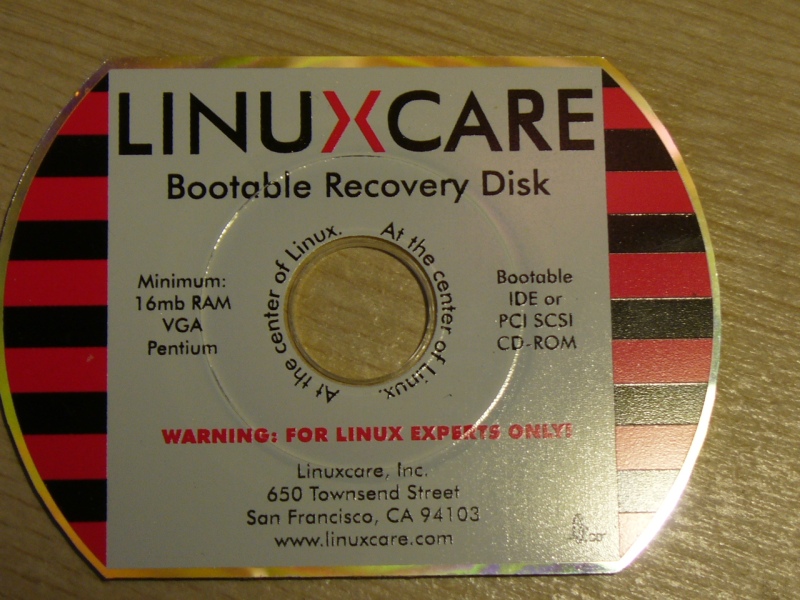 LINUXCARE
Bootable Recovery Disk
At the center of Linux.
At the center of Linux.
Minimum:
16mb RAM
VGA
Pentium
Bootable
IDE or
PCI SCSI
CD-ROM
WARNING: FOR LINUX EXPERTS ONLY!
Linuxcare, Inc.
650 Townsend Street
San Francisco, CA 94103
www.linuxcare.com